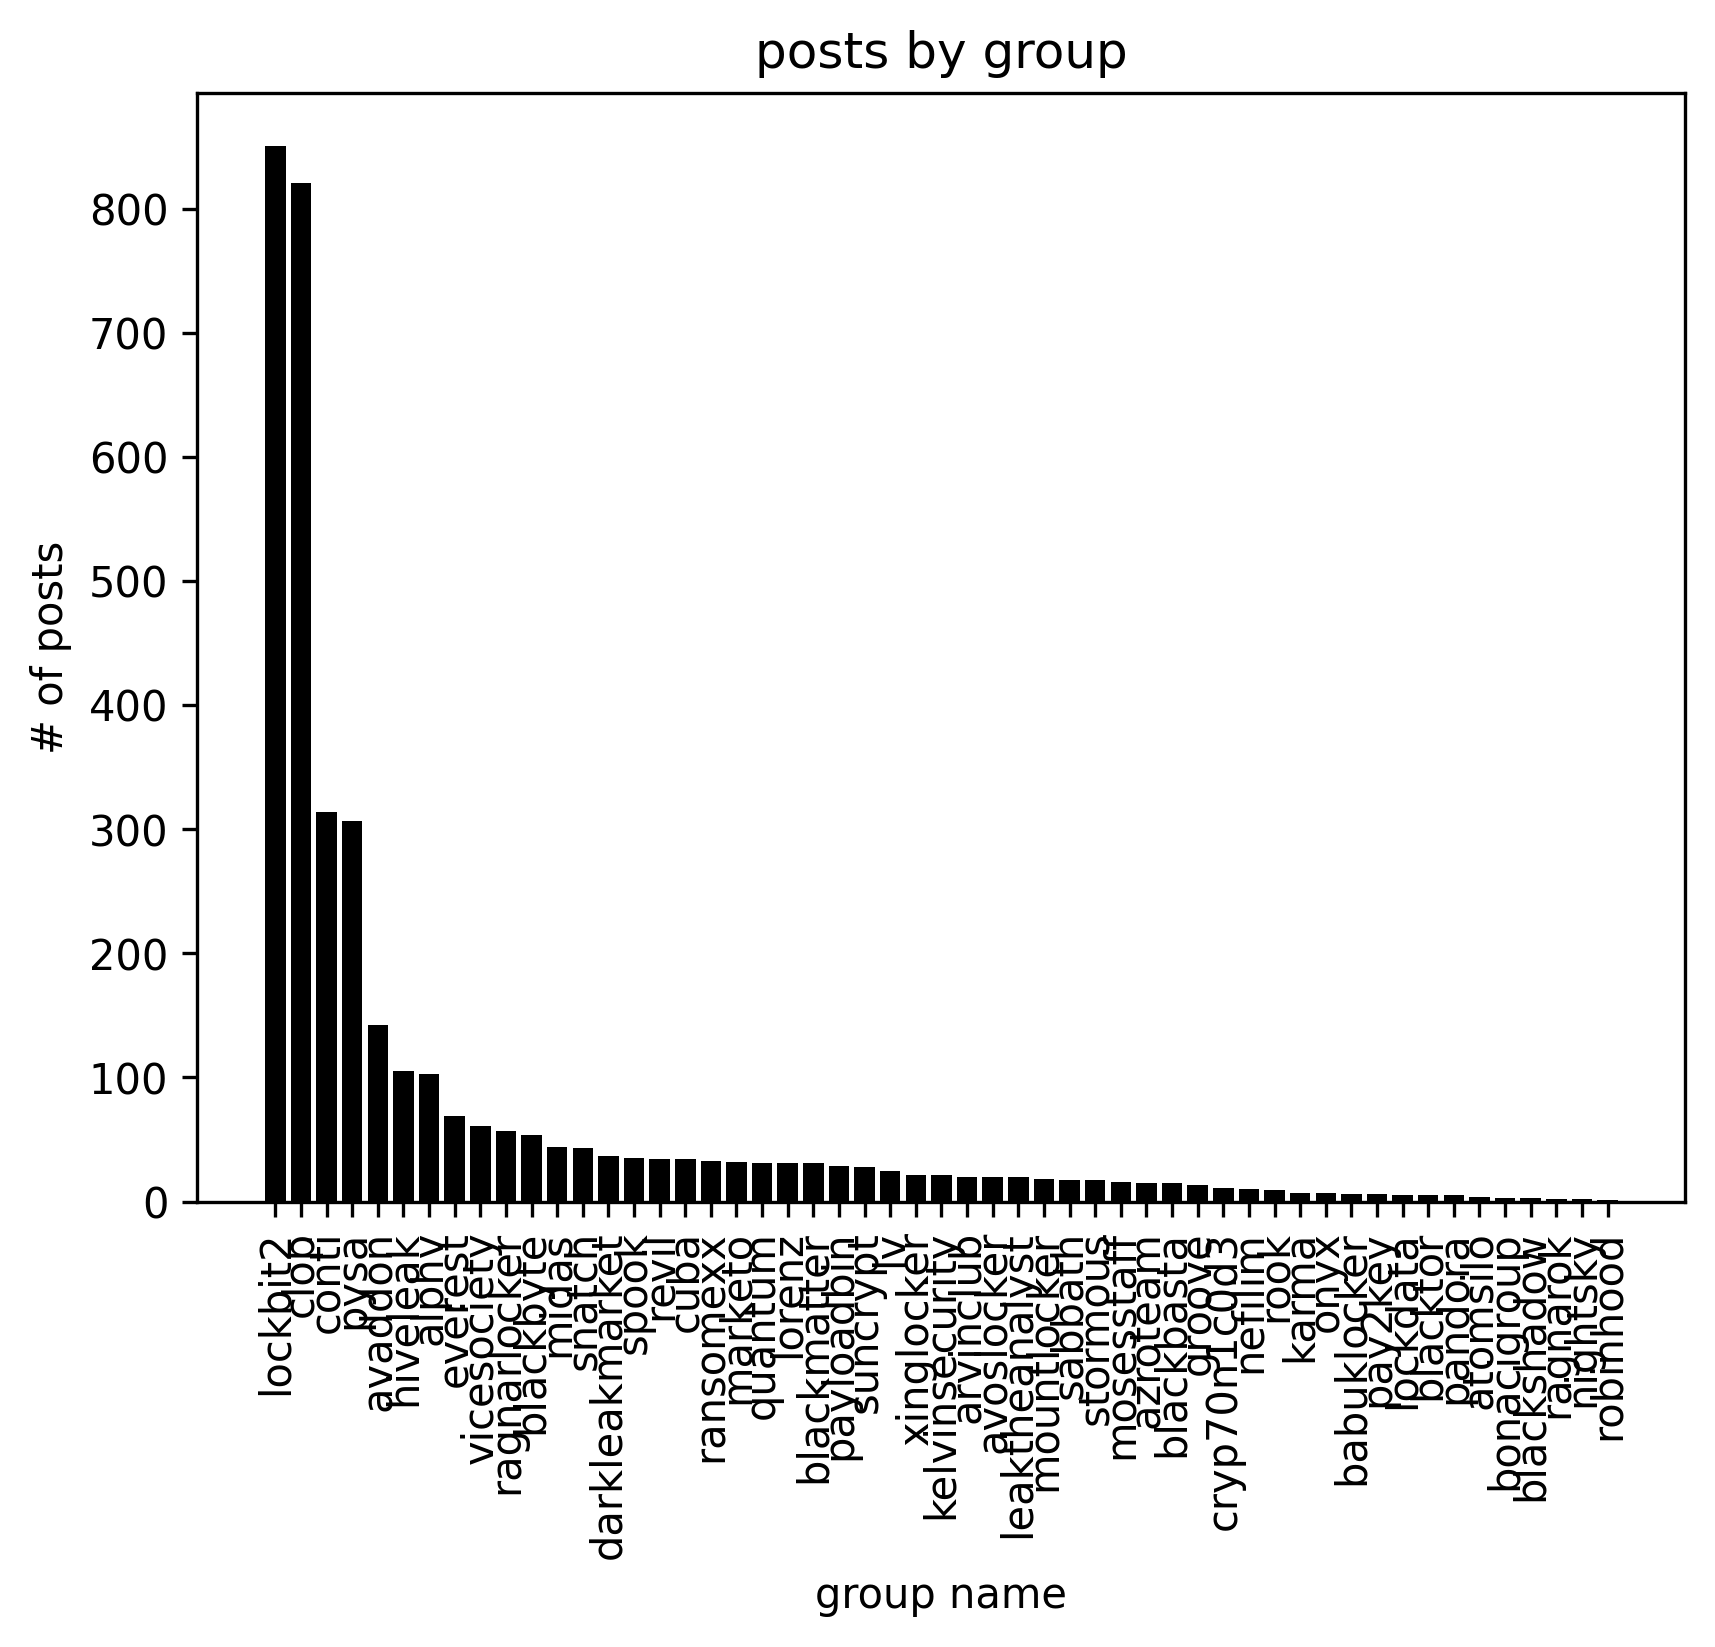 posts by group
# of posts
800
700
600
500
400
300
200
100
0
lockbit2
clop
conti
pysa
avaddon
hiveleak
alphv
everest
vicesociety
ragnarlocker
blackbyte
midas
snatch
darkleakmarket
spook
revil
cuba
ransomexx
marketo
quantum
lorenz
blackmatter
payloadbin
suncrypt
lv
xinglocker
kelvinsecurity
arvinclub
avoslocker
leaktheanalyst
mountlocker
sabbath
stormous
mosesstaff
azroteam
blackbasta
groove
cryp70n1c0d3
nefilim
rook
karma
onyx
babuklocker
pay2key
lockdata
blacktor
pandora
atomsilo
bonacigroup
blackshadow
ragnarok
nightsky
robinhood
group name